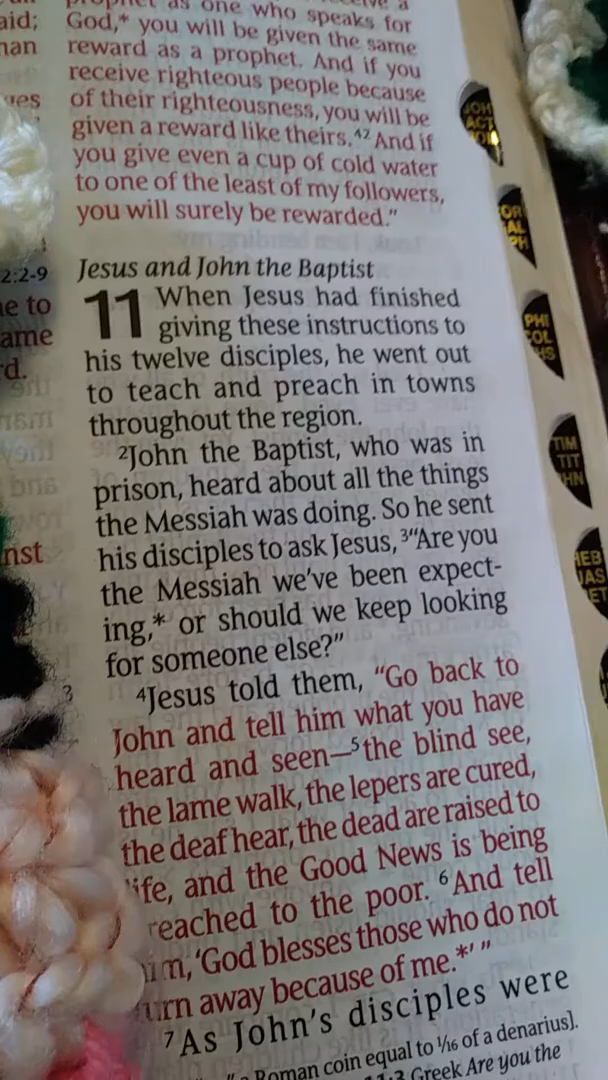 prophet as one who speaks for
God,* you will be given the same
reward as a prophet. And if you
receive righteous people because
of their righteousness, you will be
given a reward like theirs. ⁴² And if
you give even a cup of cold water
to one of the least of my followers,
you will surely be rewarded."
Jesus and John the Baptist
11 When Jesus had finished
giving these instructions to
his twelve disciples, he went out
to teach and preach in towns
throughout the region.
²John the Baptist, who was in
prison, heard about all the things
the Messiah was doing. So he sent
his disciples to ask Jesus, ³"Are you
the Messiah we've been expect-
ing,* or should we keep looking
for someone else?"
⁴Jesus told them, "Go back to
John and tell him what you have
heard and seen—⁵the blind see,
the lame walk, the lepers are cured,
the deaf hear, the dead are raised to
ife, and the Good News is being
reached to the poor. ⁶And tell
im, 'God blesses those who do not
urn away because of me.*' "
⁷As John's disciples were
Roman coin equal to 1/16 of a denarius].
Greek Are you the
aid;
han
2:2-9
e to
ame
d.
nst
3
JOH
ACT
OR
AL
PH
PHI
COL
HS
TIM
TIT
HN
HEB
JAS
ET